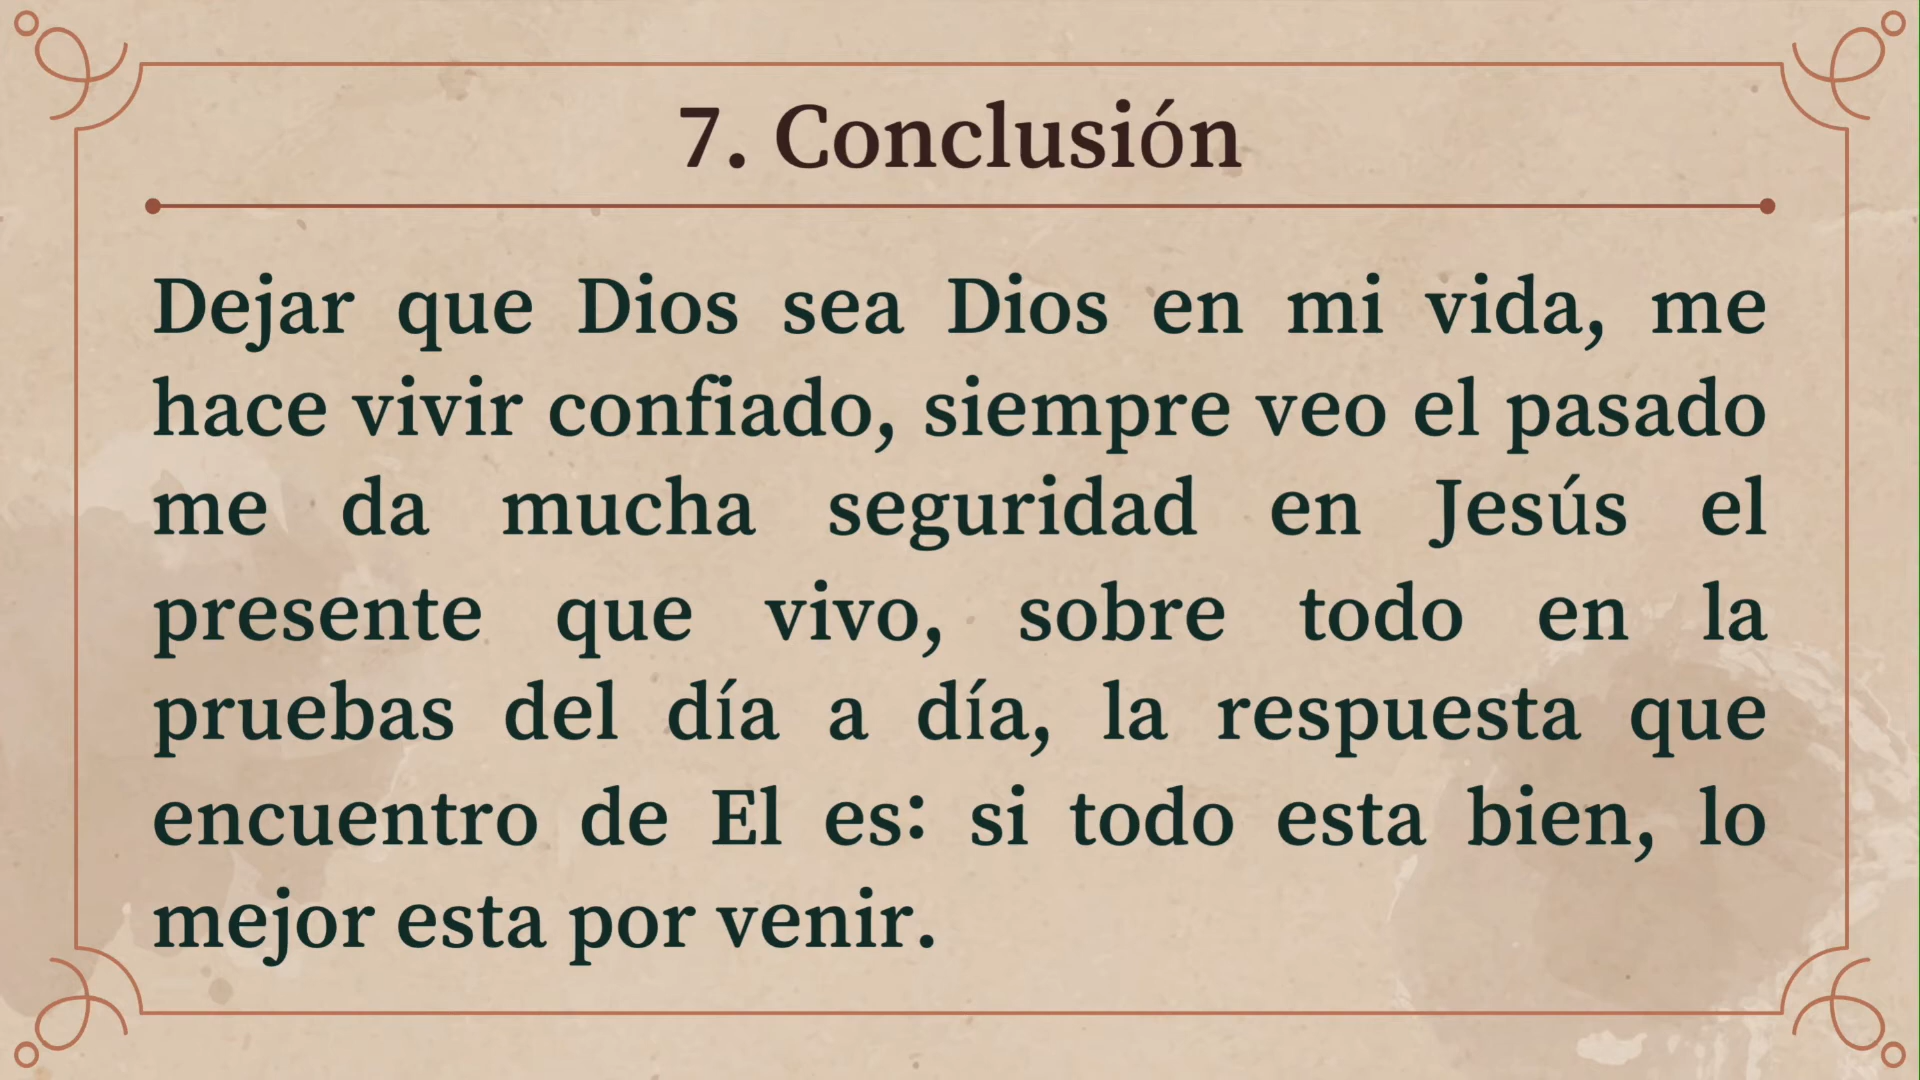 7. Conclusión
Dejar que Dios sea Dios en mi vida, me
hace vivir confiado, siempre veo el pasado
me da mucha seguridad en Jesús el
presente que vivo, sobre todo en la
pruebas del día a día, la respuesta que
encuentro de El es: si todo esta bien, lo
mejor esta por venir.